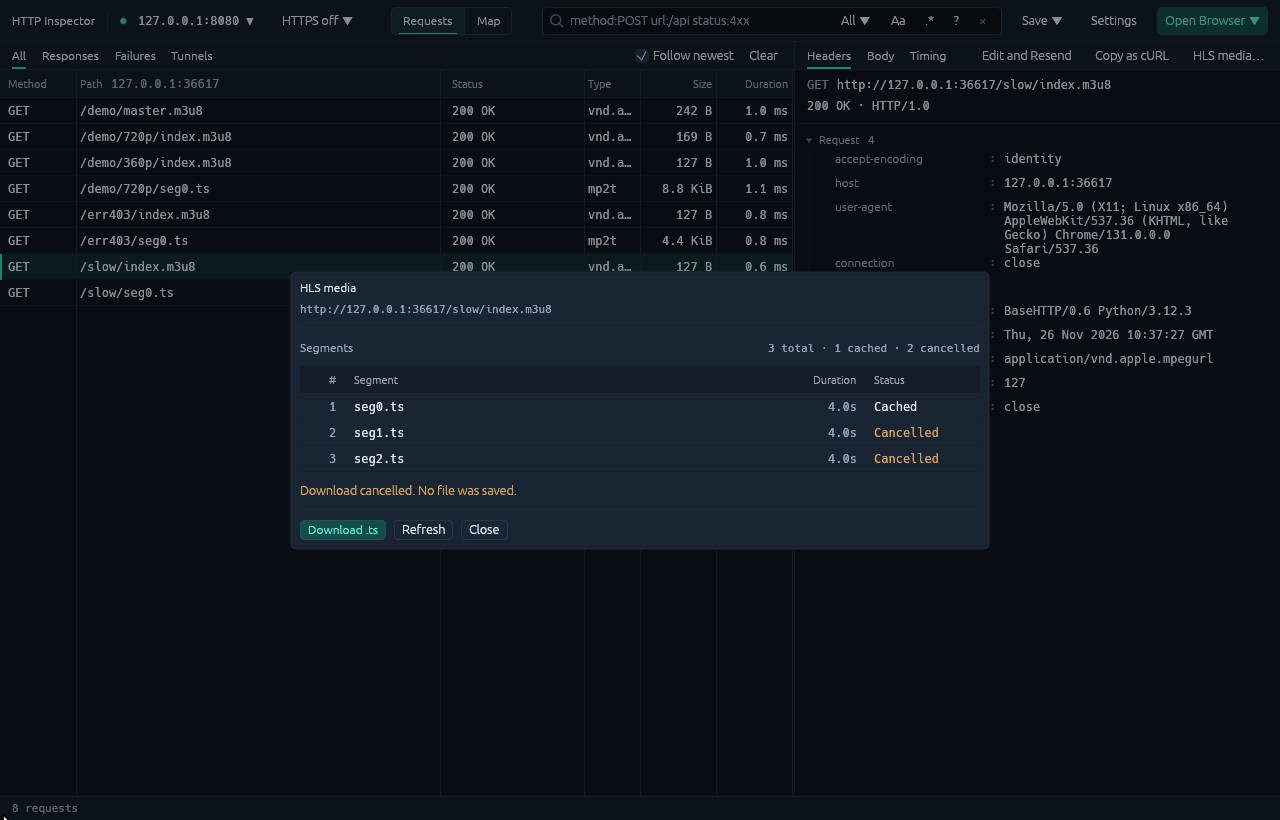 HTTP Inspector 127.0.0.1:8080 HTTPS off Requests Map method:POST url:/api status:4xx All Aa .* ? × Save Settings Open Browser
All Responses Failures Tunnels Follow newest Clear Headers Body Timing Edit and Resend Copy as cURL HLS media…
Method Path 127.0.0.1:36617 Status Type Size Duration
GET http://127.0.0.1:36617/slow/index.m3u8
200 OK · HTTP/1.0
GET /demo/master.m3u8 200 OK vnd.a… 242 B 1.0 ms
GET /demo/720p/index.m3u8 200 OK vnd.a… 169 B 0.7 ms
GET /demo/360p/index.m3u8 200 OK vnd.a… 127 B 1.0 ms
GET /demo/720p/seg0.ts 200 OK mp2t 8.8 KiB 1.1 ms
GET /err403/index.m3u8 200 OK vnd.a… 127 B 0.8 ms
GET /err403/seg0.ts 200 OK mp2t 4.4 KiB 0.8 ms
GET /slow/index.m3u8 200 OK vnd.a… 127 B 0.6 ms
GET /slow/seg0.ts
Request 4
accept-encoding : identity
host : 127.0.0.1:36617
user-agent : Mozilla/5.0 (X11; Linux x86_64)
AppleWebKit/537.36 (KHTML, like
Gecko) Chrome/131.0.0.0
Safari/537.36
connection : close
: BaseHTTP/0.6 Python/3.12.3
: Thu, 26 Nov 2026 10:37:27 GMT
: application/vnd.apple.mpegurl
: 127
: close
HLS media
http://127.0.0.1:36617/slow/index.m3u8
Segments 3 total · 1 cached · 2 cancelled
# Segment Duration Status
1 seg0.ts 4.0s Cached
2 seg1.ts 4.0s Cancelled
3 seg2.ts 4.0s Cancelled
Download cancelled. No file was saved.
Download .ts Refresh Close
8 requests